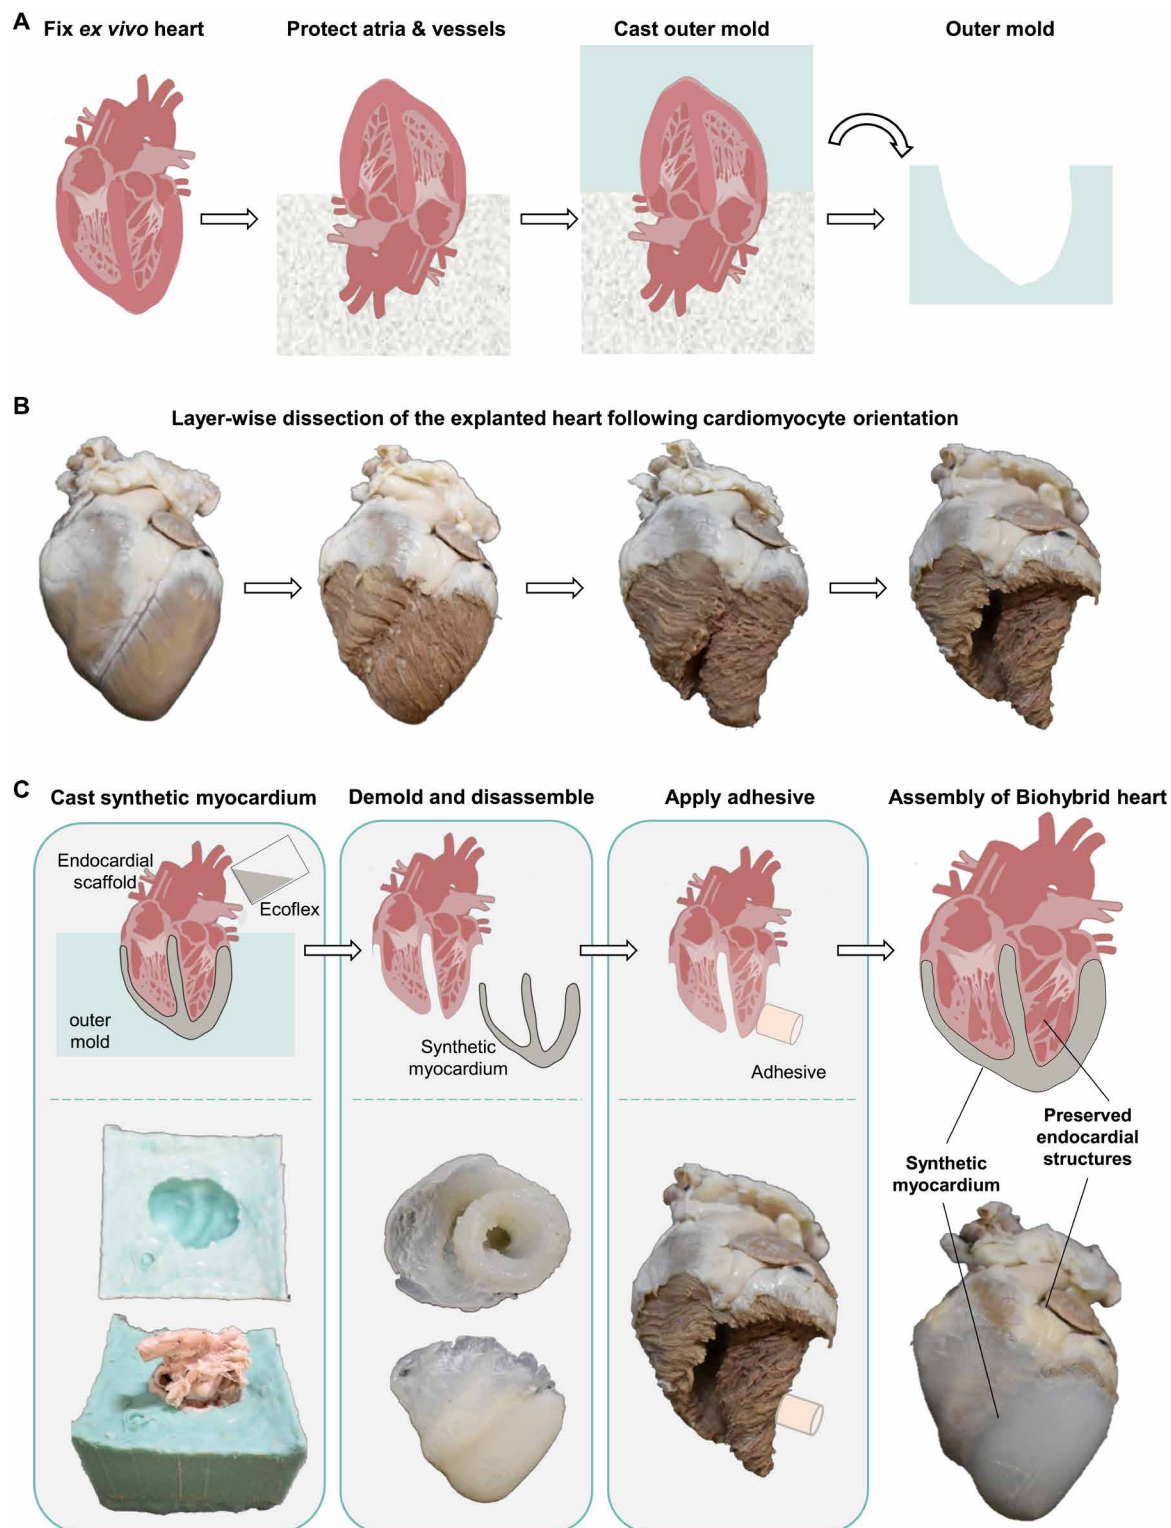 A
Fix ex vivo heart
Protect atria & vessels
Cast outer mold
Outer mold
B
Layer-wise dissection of the explanted heart following cardiomyocyte orientation
C
Cast synthetic myocardium
Demold and disassemble
Apply adhesive
Assembly of Biohybrid heart
Endocardial
scaffold
Ecoflex
outer
mold
Synthetic
myocardium
Adhesive
Preserved
endocardial
structures
Synthetic
myocardium